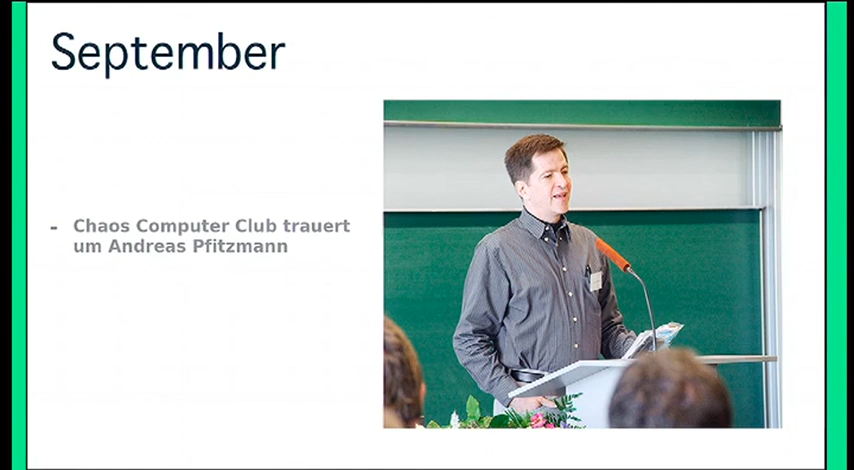 September
- Chaos Computer Club trauert
um Andreas Pfitzmann